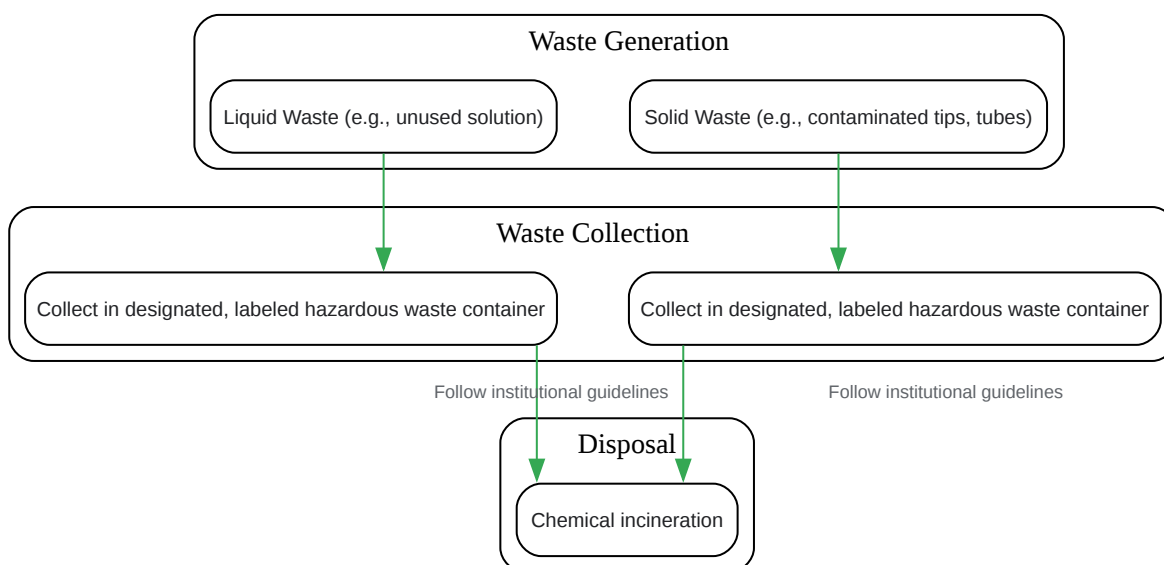 Waste Generation
Liquid Waste (e.g., unused solution)
Solid Waste (e.g., contaminated tips, tubes)
Waste Collection
Collect in designated, labeled hazardous waste container
Collect in designated, labeled hazardous waste container
Follow institutional guidelines
Follow institutional guidelines
Disposal
Chemical incineration